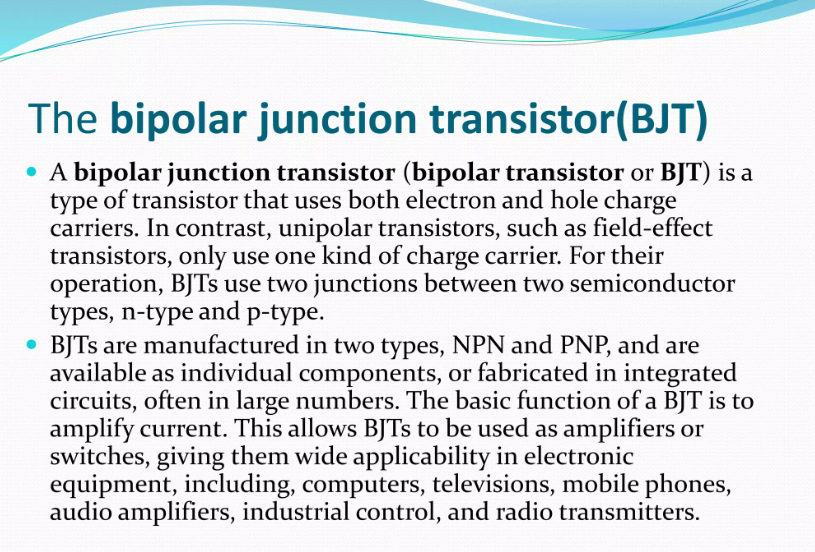 The bipolar junction transistor(BJT)
A bipolar junction transistor (bipolar transistor or BJT) is a
type of transistor that uses both electron and hole charge
carriers. In contrast, unipolar transistors, such as field-effect
transistors, only use one kind of charge carrier. For their
operation, BJTs use two junctions between two semiconductor
types, n-type and p-type.
BJTs are manufactured in two types, NPN and PNP, and are
available as individual components, or fabricated in integrated
circuits, often in large numbers. The basic function of a BJT is to
amplify current. This allows BJTs to be used as amplifiers or
switches, giving them wide applicability in electronic
equipment, including, computers, televisions, mobile phones,
audio amplifiers, industrial control, and radio transmitters.